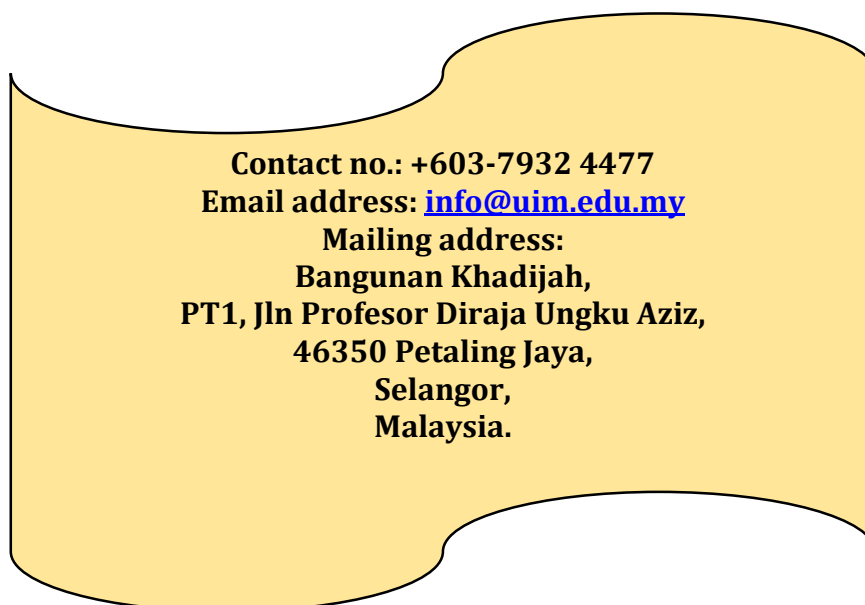 Contact no.: +603-7932 4477
Email address: info@uim.edu.my
Mailing address:
Bangunan Khadijah,
PT1, Jln Profesor Diraja Ungku Aziz,
46350 Petaling Jaya,
Selangor,
Malaysia.